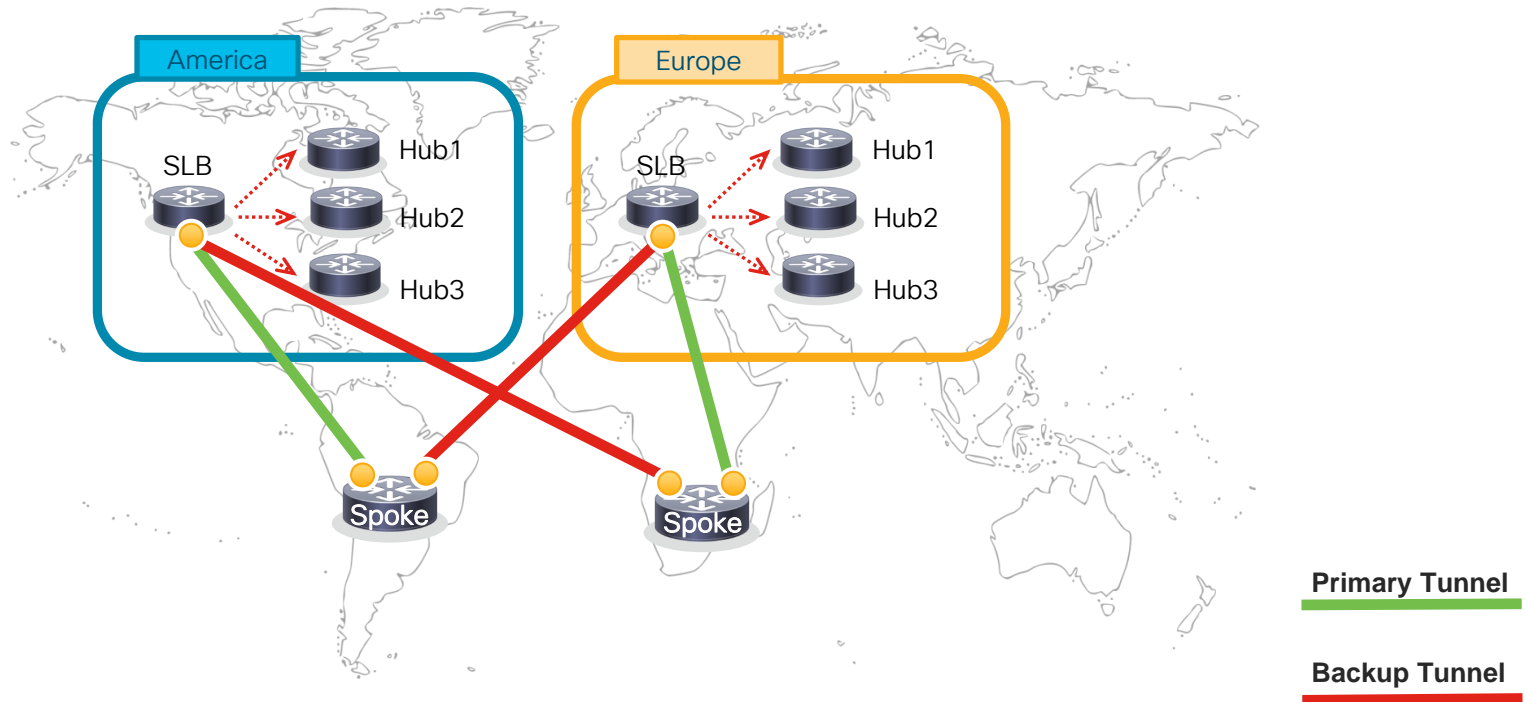 America
Europe
SLB
Hub1
Hub2
Hub3
SLB
Hub1
Hub2
Hub3
Spoke
Spoke
Primary Tunnel
Backup Tunnel